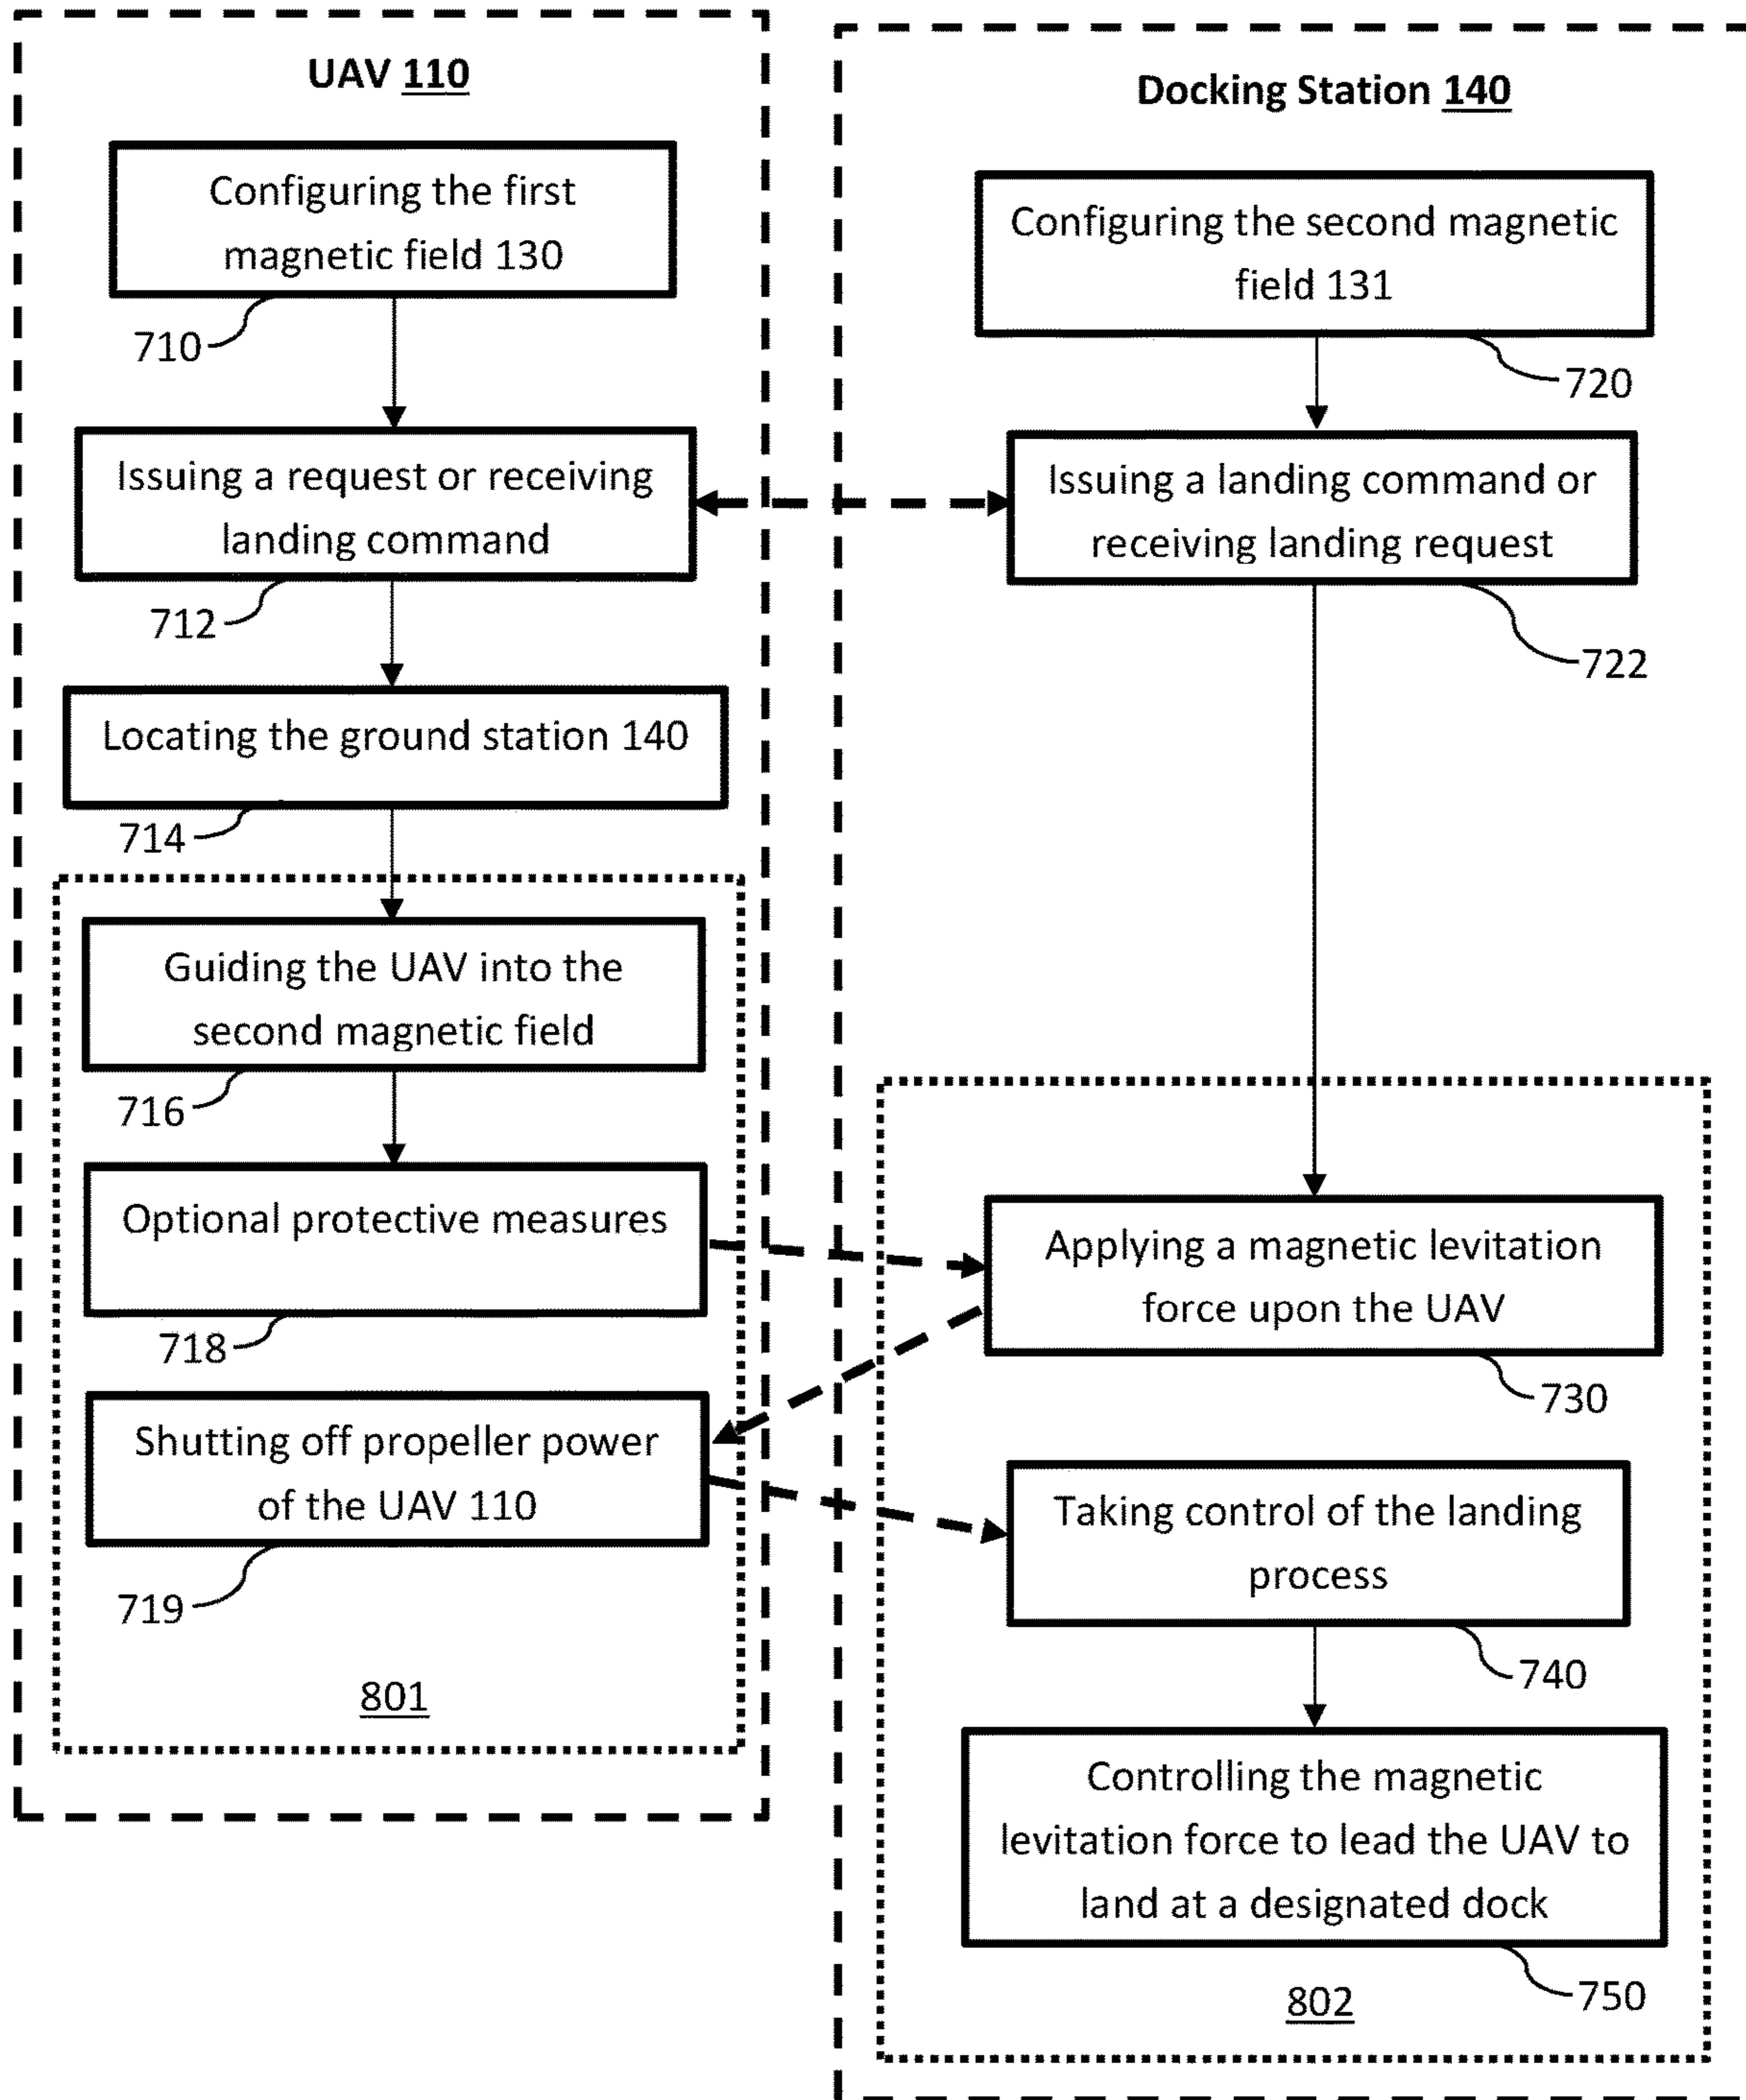 UAV 110
Configuring the first
magnetic field 130
710
Issuing a request or receiving
landing command
712
Locating the ground station 140
714
Guiding the UAV into the
second magnetic field
716
Optional protective measures
718
Shutting off propeller power
of the UAV 110
719
801
Docking Station 140
Configuring the second magnetic
field 131
720
Issuing a landing command or
receiving landing request
722
Applying a magnetic levitation
force upon the UAV
730
Taking control of the landing
process
740
Controlling the magnetic
levitation force to lead the UAV to
land at a designated dock
750
802